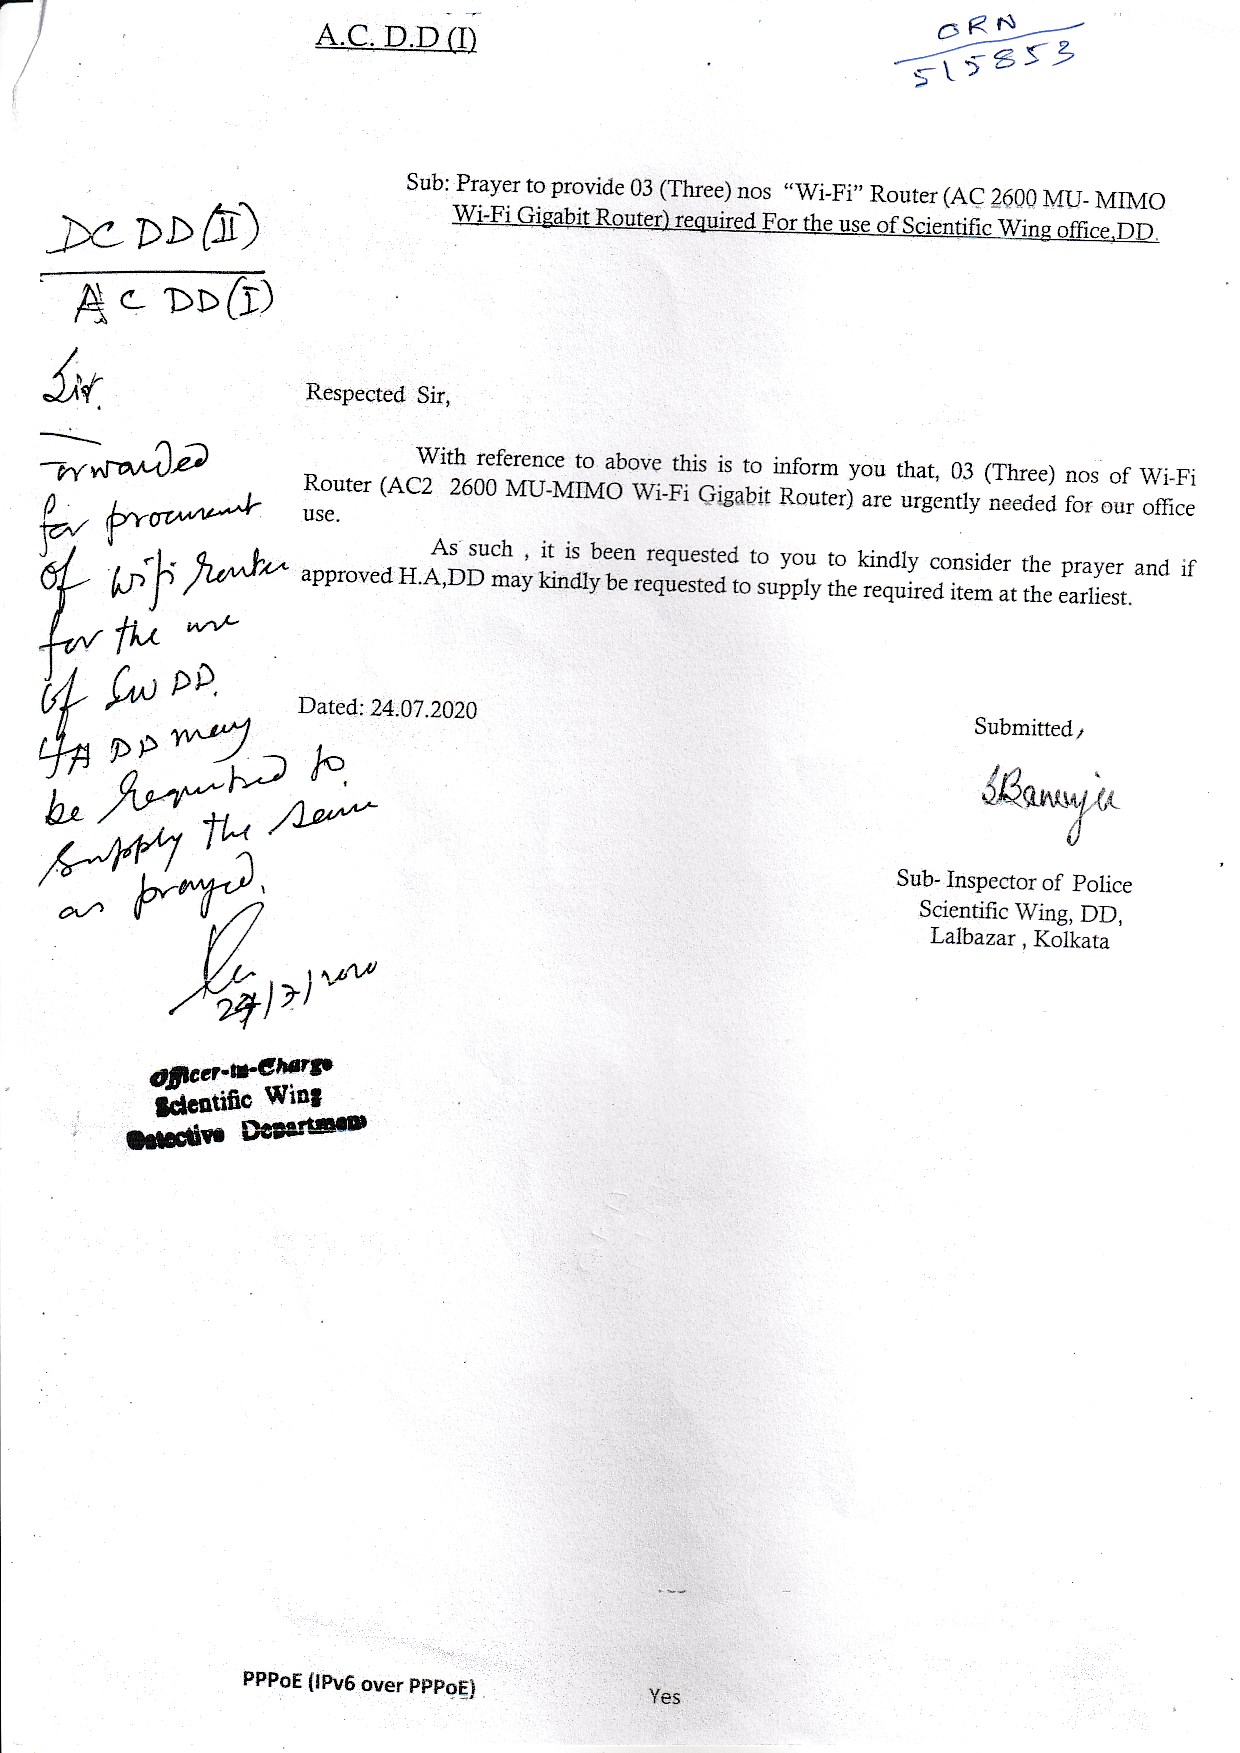 A.C. D.D (I)
ORN
515853
Sub: Prayer to provide 03 (Three) nos “Wi-Fi” Router (AC 2600 MU- MIMO
Wi-Fi Gigabit Router) required For the use of Scientific Wing office,DD.
DC DD(II)
AC DD(I)
Sir.
Forwarded
for procurement
of wifi Router
for the use
of SW DD.
HA DD may
be requested to
supply the same
as prayed.
27/7/2020
Officer-in-Charge
Scientific Wing
Detective Department
Respected Sir,
With reference to above this is to inform you that, 03 (Three) nos of Wi-Fi
Router (AC2 2600 MU-MIMO Wi-Fi Gigabit Router) are urgently needed for our office
use.
As such , it is been requested to you to kindly consider the prayer and if
approved H.A,DD may kindly be requested to supply the required item at the earliest.
Dated: 24.07.2020
Submitted,
SBanerjee
Sub- Inspector of Police
Scientific Wing, DD,
Lalbazar , Kolkata
PPPoE (IPv6 over PPPoE)
Yes